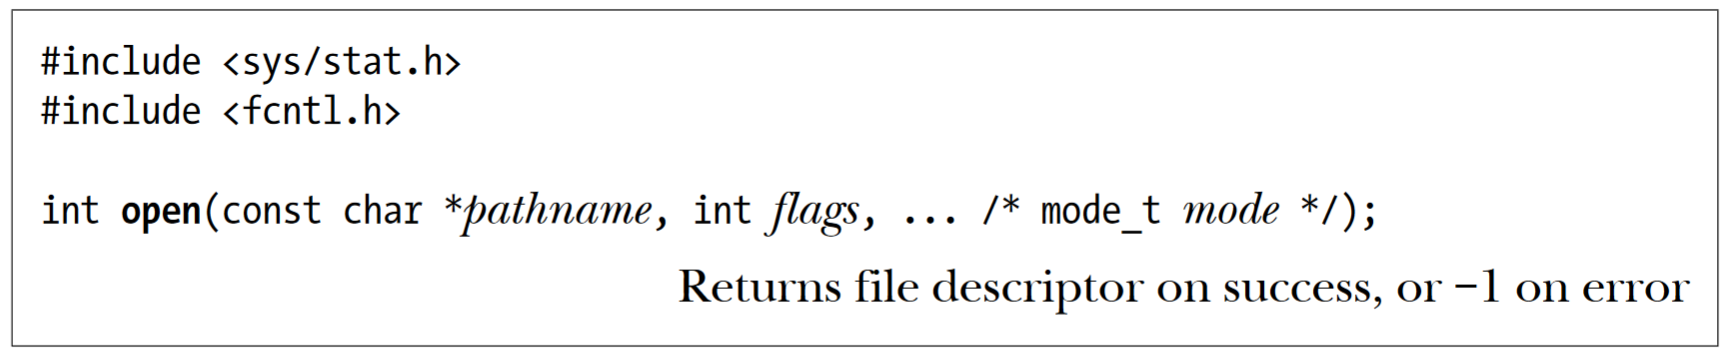 #include <sys/stat.h>
#include <fcntl.h>
int open(const char *pathname, int flags, ... /* mode_t mode */);
Returns file descriptor on success, or –1 on error